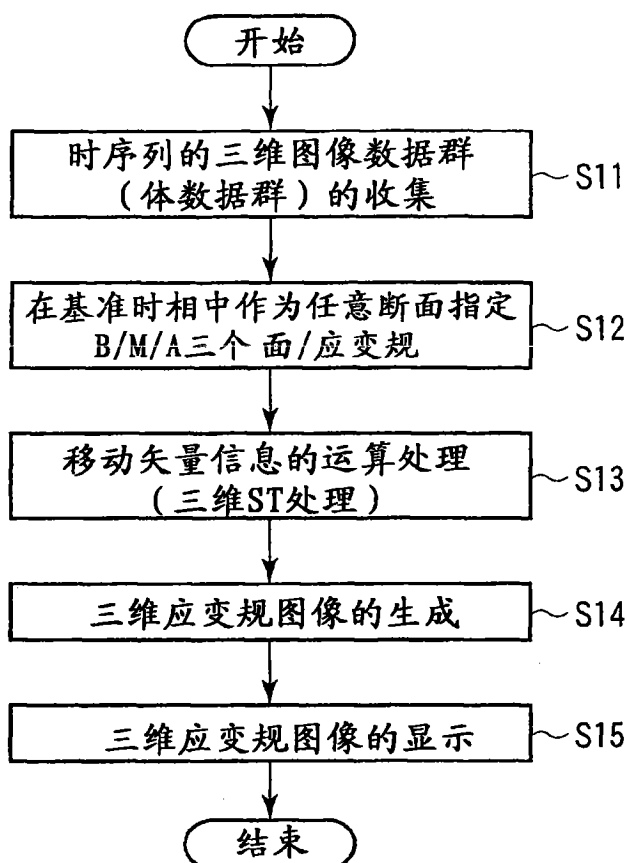 开始
时序列的三维图像数据群
(体数据群)的收集
S11
在基准时相中作为任意断面指定
B/M/A三个 面/应变规
S12
移动矢量信息的运算处理
(三维ST处理)
S13
三维应变规图像的生成
S14
三维应变规图像的显示
S15
结束